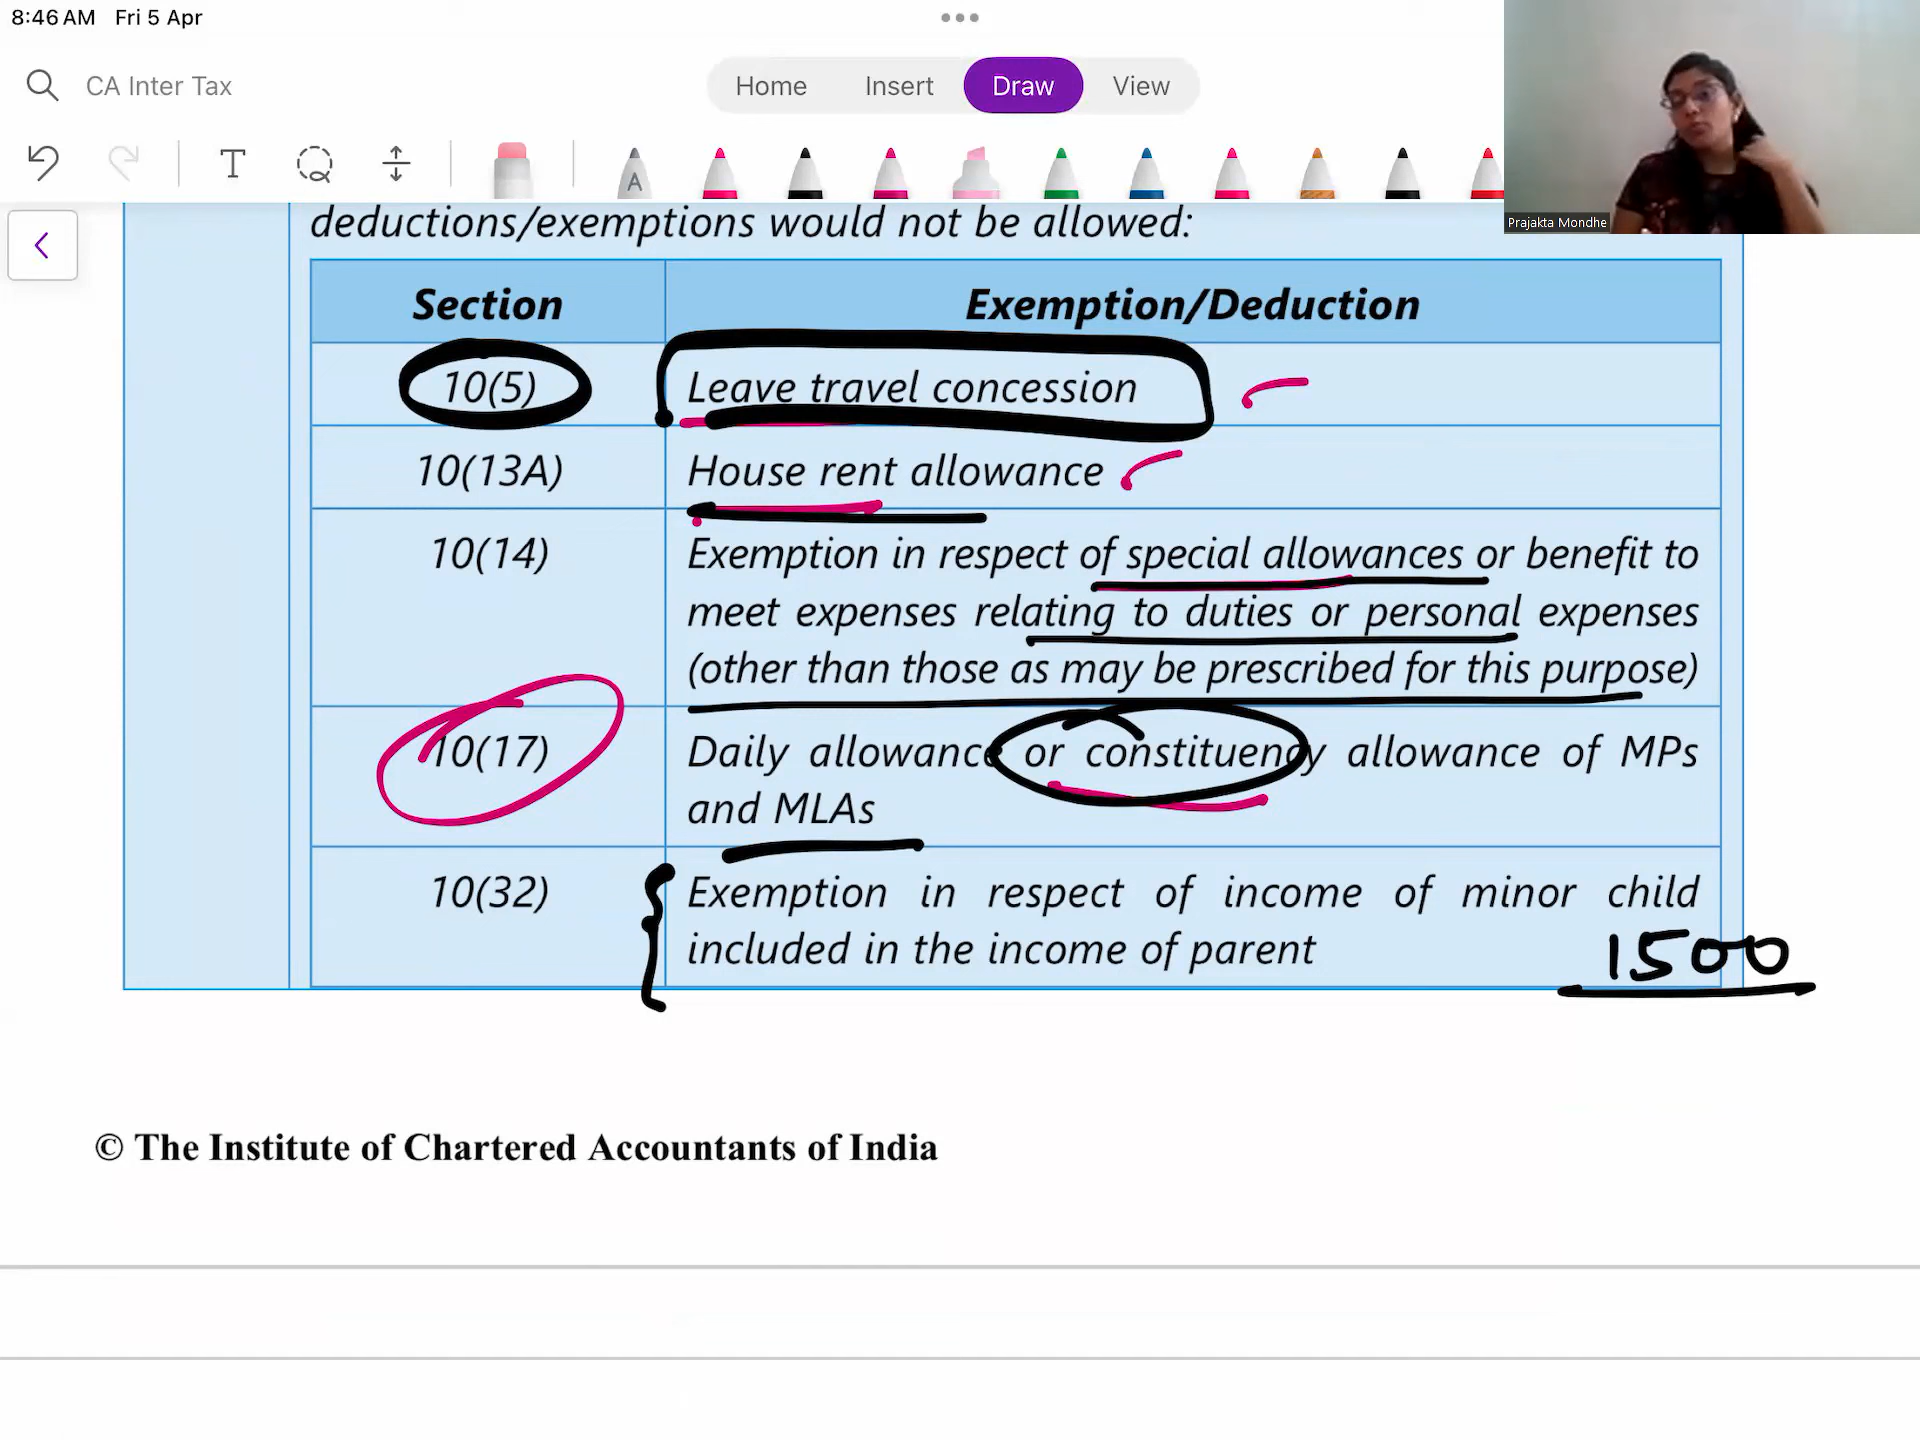 8:46 AM Fri 5 Apr
CA Inter Tax
Home Insert Draw View
T
A
Prajakta Mondhe
deductions/exemptions would not be allowed:
Section Exemption/Deduction
10(5) Leave travel concession
10(13A) House rent allowance
10(14) Exemption in respect of special allowances or benefit to
meet expenses relating to duties or personal expenses
(other than those as may be prescribed for this purpose)
10(17) Daily allowance or constituency allowance of MPs
and MLAs
10(32) Exemption in respect of income of minor child
included in the income of parent
1500
© The Institute of Chartered Accountants of India